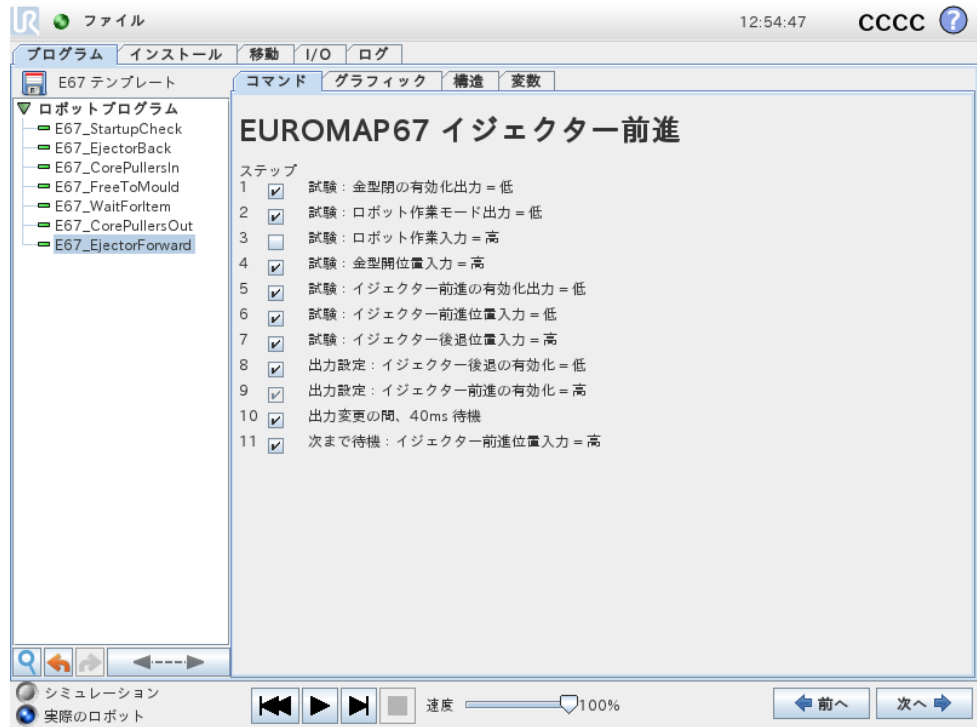 UR ファイル 12:54:47 CCCC ?
プログラム インストール 移動 I/O ログ
E67 テンプレート
コマンド グラフィック 構造 変数
ロボットプログラム
E67_StartupCheck
E67_EjectorBack
E67_CorePullersIn
E67_FreeToMould
E67_WaitForItem
E67_CorePullersOut
E67_EjectorForward
EUROMAP67 イジェクター前進
ステップ
1 試験：金型閉の有効化出力 = 低
2 試験：ロボット作業モード出力 = 低
3 試験：ロボット作業入力 = 高
4 試験：金型開位置入力 = 高
5 試験：イジェクター前進の有効化出力 = 低
6 試験：イジェクター前進位置入力 = 低
7 試験：イジェクター後退位置入力 = 高
8 出力設定：イジェクター後退の有効化 = 低
9 出力設定：イジェクター前進の有効化 = 高
10 出力変更の間、40ms 待機
11 次まで待機：イジェクター前進位置入力 = 高
シミュレーション
実際のロボット
速度 100%
前へ 次へ